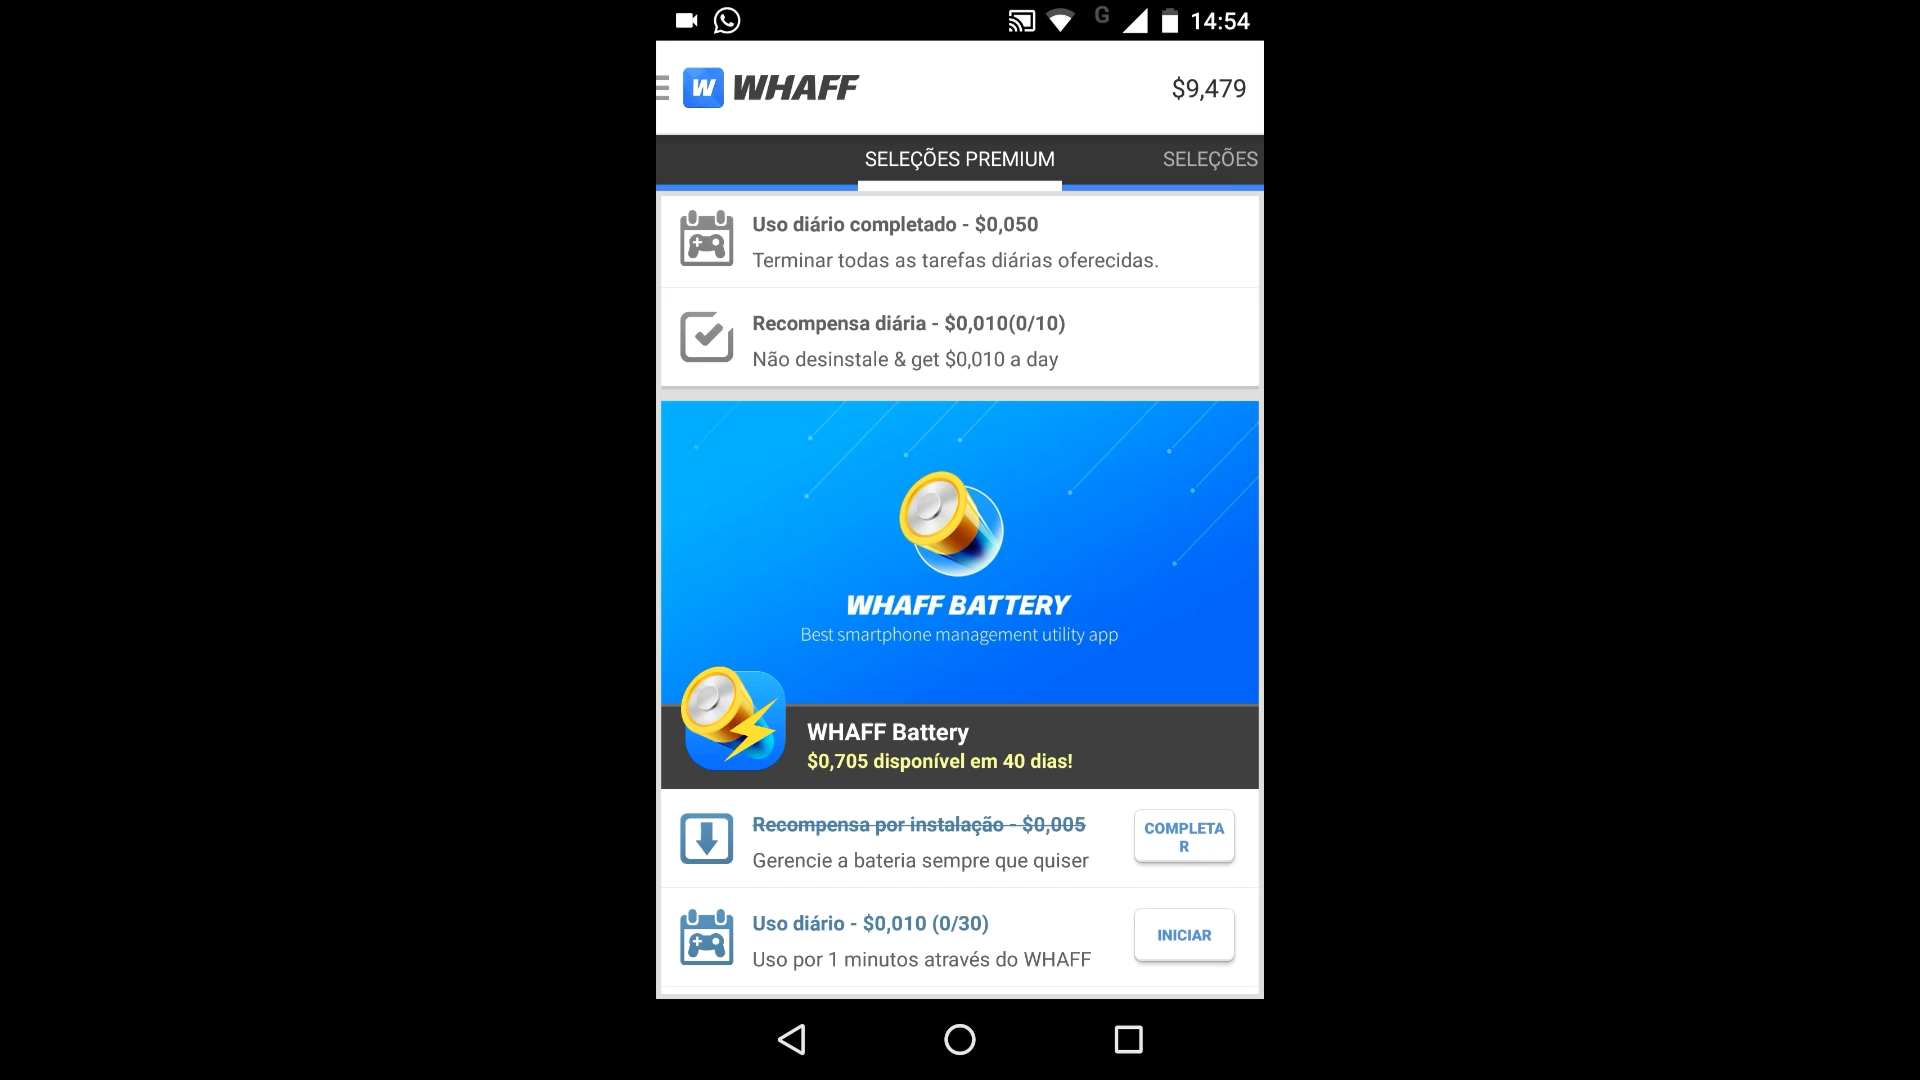 G 14:54
W WHAFF $9,479
SELEÇÕES PREMIUM SELEÇÕES
Uso diário completado - $0,050
Terminar todas as tarefas diárias oferecidas.
Recompensa diária - $0,010(0/10)
Não desinstale & get $0,010 a day
WHAFF BATTERY
Best smartphone management utility app
WHAFF Battery
$0,705 disponível em 40 dias!
Recompensa por instalação - $0,005
Gerencie a bateria sempre que quiser
COMPLETA
R
Uso diário - $0,010 (0/30)
Uso por 1 minutos através do WHAFF
INICIAR